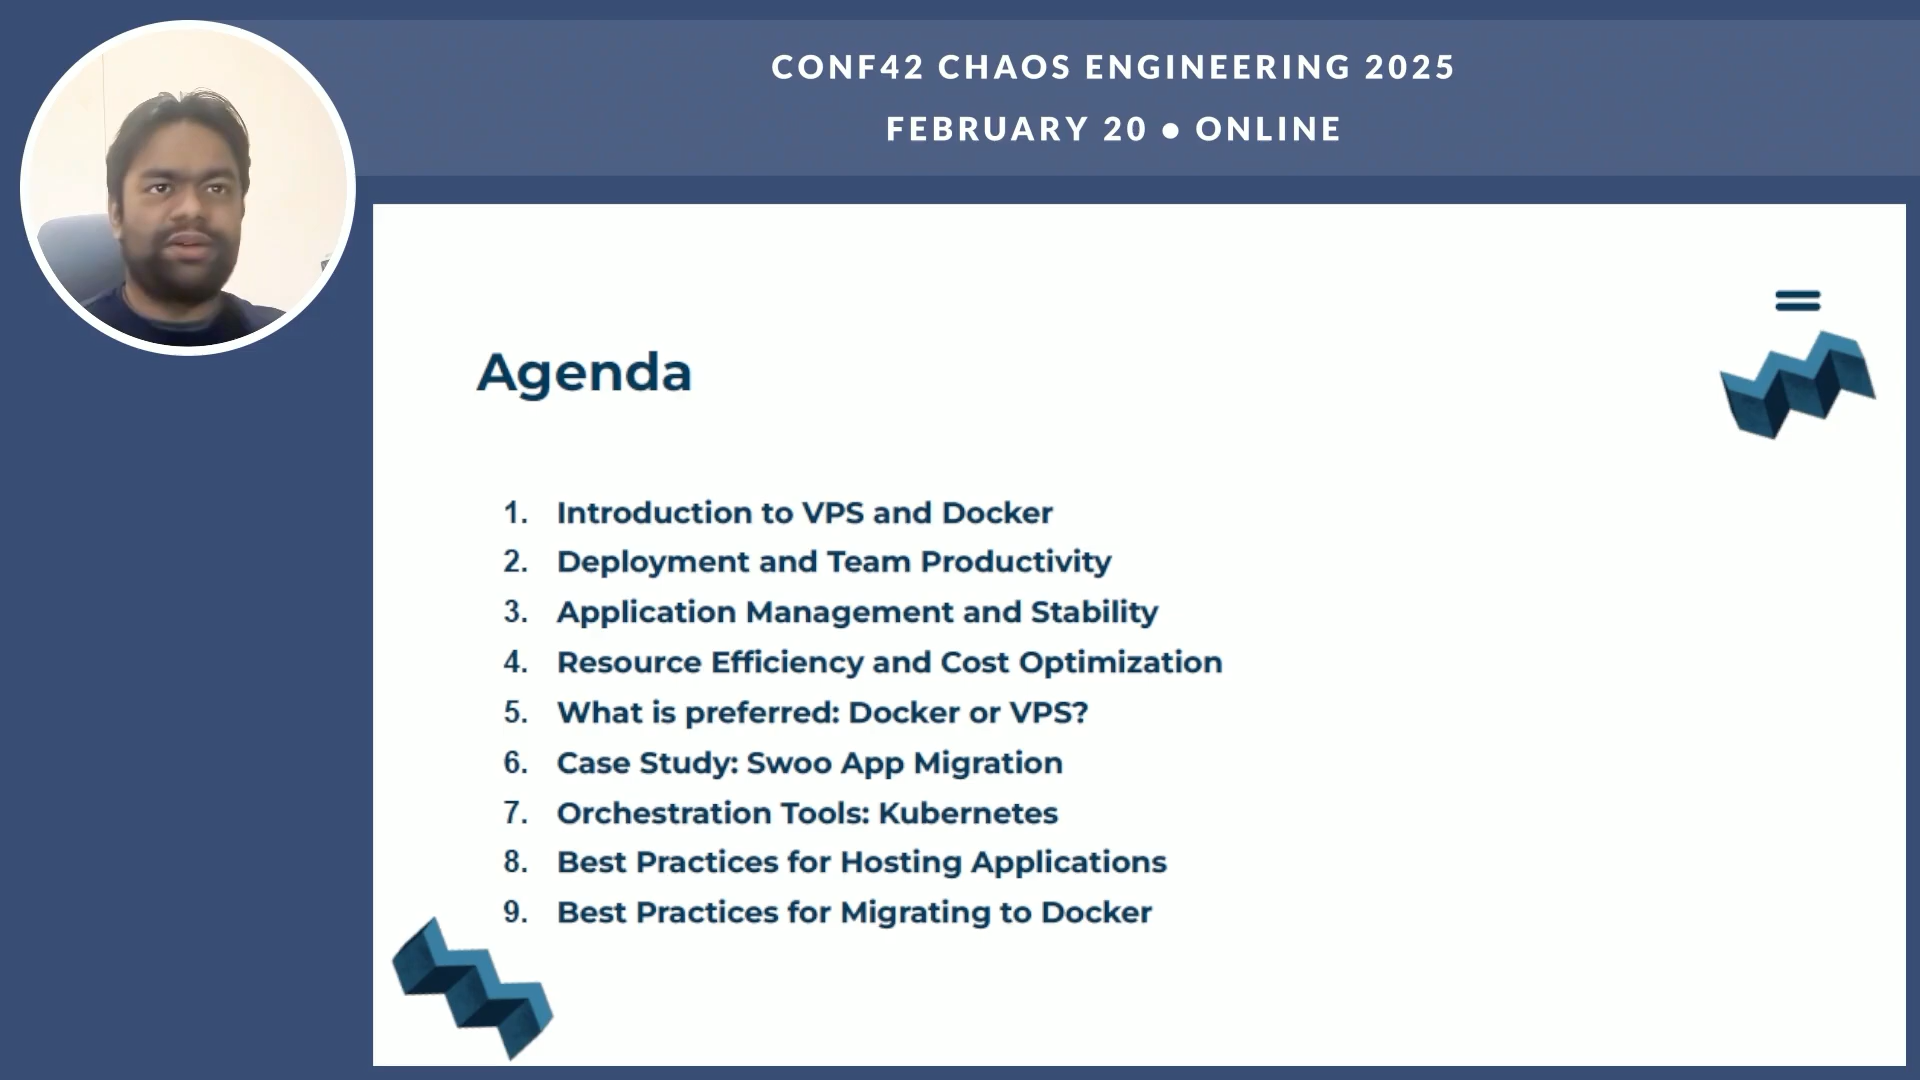 CONF42 CHAOS ENGINEERING 2025
FEBRUARY 20 ● ONLINE
Agenda
1. Introduction to VPS and Docker
2. Deployment and Team Productivity
3. Application Management and Stability
4. Resource Efficiency and Cost Optimization
5. What is preferred: Docker or VPS?
6. Case Study: Swoo App Migration
7. Orchestration Tools: Kubernetes
8. Best Practices for Hosting Applications
9. Best Practices for Migrating to Docker